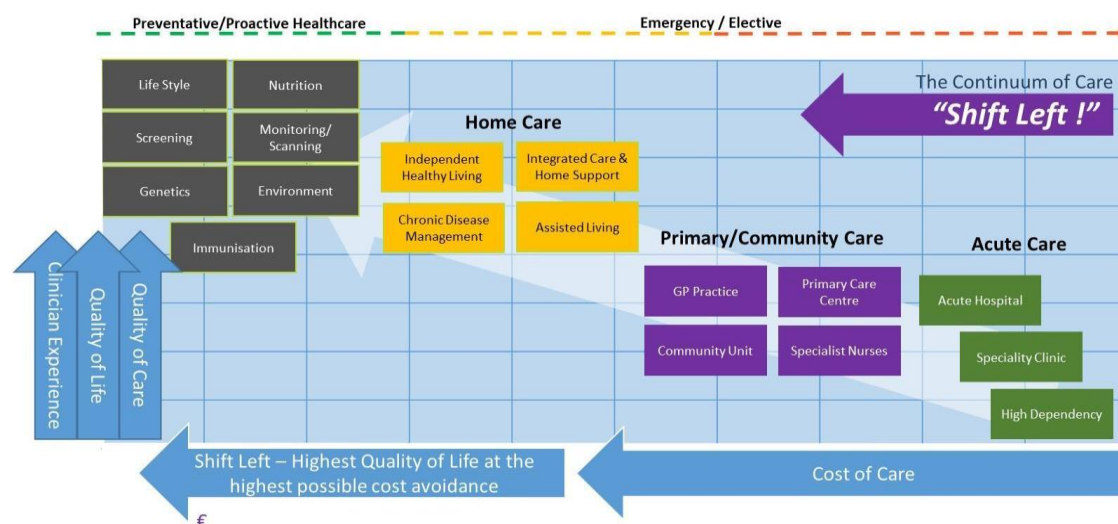 Preventative/Proactive Healthcare
Emergency / Elective
The Continuum of Care
“Shift Left !”
Life Style
Nutrition
Screening
Monitoring/
Scanning
Genetics
Environment
Immunisation
Home Care
Independent
Healthy Living
Integrated Care &
Home Support
Chronic Disease
Management
Assisted Living
Primary/Community Care
GP Practice
Primary Care
Centre
Community Unit
Specialist Nurses
Acute Care
Acute Hospital
Speciality Clinic
High Dependency
Clinician Experience
Quality of Life
Quality of Care
Shift Left – Highest Quality of Life at the
highest possible cost avoidance
Cost of Care
€